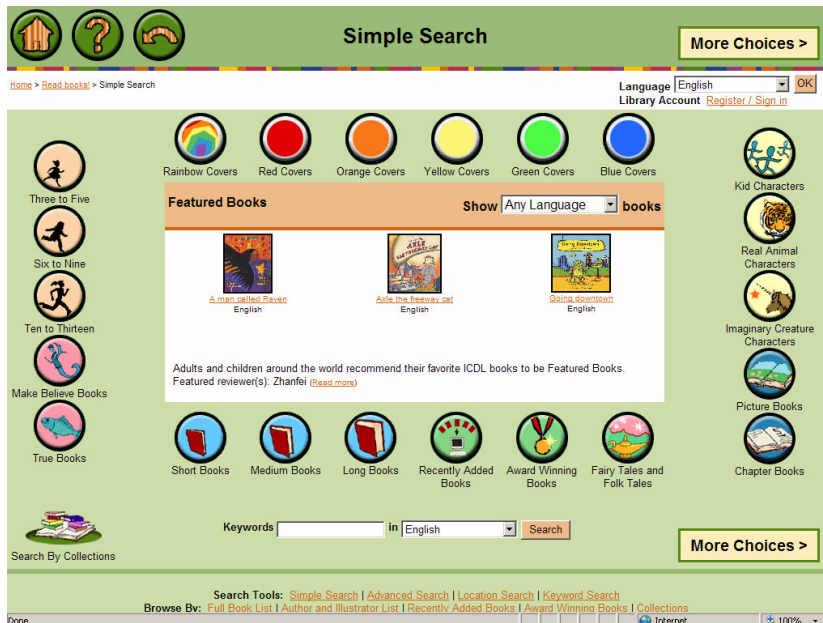 Simple Search
More Choices >
Home > Read books! > Simple Search
Language English OK
Library Account Register / Sign in
Rainbow Covers Red Covers Orange Covers Yellow Covers Green Covers Blue Covers
Three to Five
Six to Nine
Ten to Thirteen
Make Believe Books
True Books
Search By Collections
Featured Books Show Any Language books
A man called Raven
English
AXLE
THE FREEWAY CAT
Axle the freeway cat
English
Going Downtown
Going downtown
English
Adults and children around the world recommend their favorite ICDL books to be Featured Books.
Featured reviewer(s): Zhanfei (Read more)
Kid Characters
Real Animal
Characters
Imaginary Creature
Characters
Picture Books
Chapter Books
Short Books Medium Books Long Books Recently Added
Books Award Winning
Books Fairy Tales and
Folk Tales
Keywords in English Search
More Choices >
Search Tools: Simple Search | Advanced Search | Location Search | Keyword Search
Browse By: Full Book List | Author and Illustrator List | Recently Added Books | Award Winning Books | Collections
Done Internet 100%